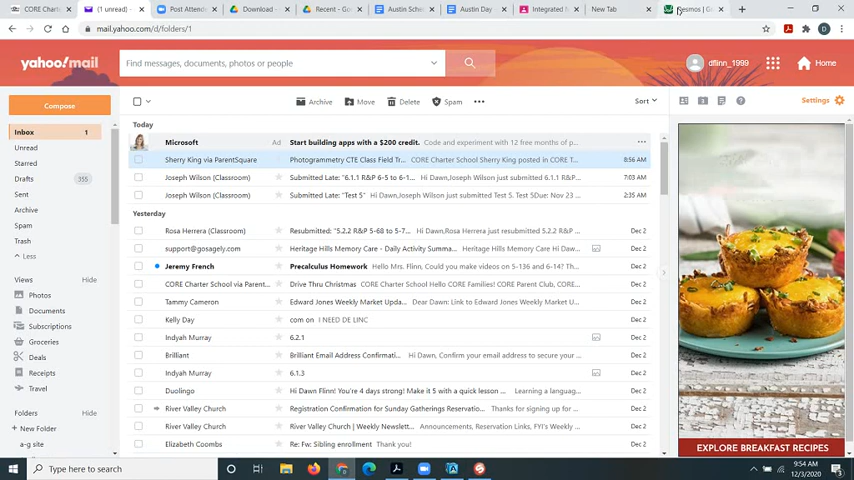 CORE Chart
(1 unread) -
Post Attende
Download -
Recent - Go
Austin Sche
Austin Day
Integrated M
New Tab
Desmos | G
mail.yahoo.com/d/folders/1
D
yahoo!mail
Find messages, documents, photos or people
dflinn_1999
Home
Compose
Archive Move Delete Spam
Sort
Settings
Inbox 1
Unread
Starred
Drafts 355
Sent
Archive
Spam
Trash
Less
Views Hide
Photos
Documents
Subscriptions
Groceries
Deals
Receipts
Travel
Folders Hide
+ New Folder
a-g site
Today
Microsoft Ad Start building apps with a $200 credit. Code and experiment with 12 free months of p...
Sherry King via ParentSquare Photogrammetry CTE Class Field Tr... CORE Charter School Sherry King posted in CORE T... 8:56 AM
Joseph Wilson (Classroom) Submitted Late: "6.1.1 R&P 6-5 to 6-1... Hi Dawn,Joseph Wilson just submitted 6.1.1 R&P 6-... 7:03 AM
Joseph Wilson (Classroom) Submitted Late: "Test 5" Hi Dawn,Joseph Wilson just submitted Test 5. Test 5Due: Nov 23 ... 2:35 AM
Yesterday
Rosa Herrera (Classroom) Resubmitted: "5.2.2 R&P 5-68 to 5-7... Hi Dawn,Rosa Herrera just resubmitted 5.2.2 R&P... Dec 2
support@gosagely.com Heritage Hills Memory Care - Daily Activity Summa... Heritage Hills Memory Care Hi Da... Dec 2
Jeremy French Precalculus Homework Hello Mrs. Flinn, Could you make videos on 5-136 and 6-14? Th... Dec 2
CORE Charter School via Parent... Drive Thru Christmas CORE Charter School Hello CORE Families! CORE Parent Club, CORE... Dec 2
Tammy Cameron Edward Jones Weekly Market Upda... Dear Dawn: Link to Edward Jones Weekly Market... Dec 2
Kelly Day com on I NEED DE LINC Dec 2
Indyah Murray 6.2.1 Dec 2
Brilliant Brilliant Email Address Confirmati... Hi Dawn, Confirm your email address to secure your ... Dec 2
Indyah Murray 6.1.3 Dec 2
Duolingo Hi Dawn Flinn! You're 4 days strong! Make it 5 with a quick lesson ... Learning a languag... Dec 2
River Valley Church Registration Confirmation for Sunday Gatherings Reservatio... Thanks for signing up for ... Dec 2
River Valley Church River Valley Church | Weekly Newslett... Announcements, Reservation Links, FYI's Weekly N... Dec 2
Elizabeth Coombs Re: Fw: Sibling enrollment Thank you! Dec 2
EXPLORE BREAKFAST RECIPES
Type here to search
9:54 AM
12/3/2020